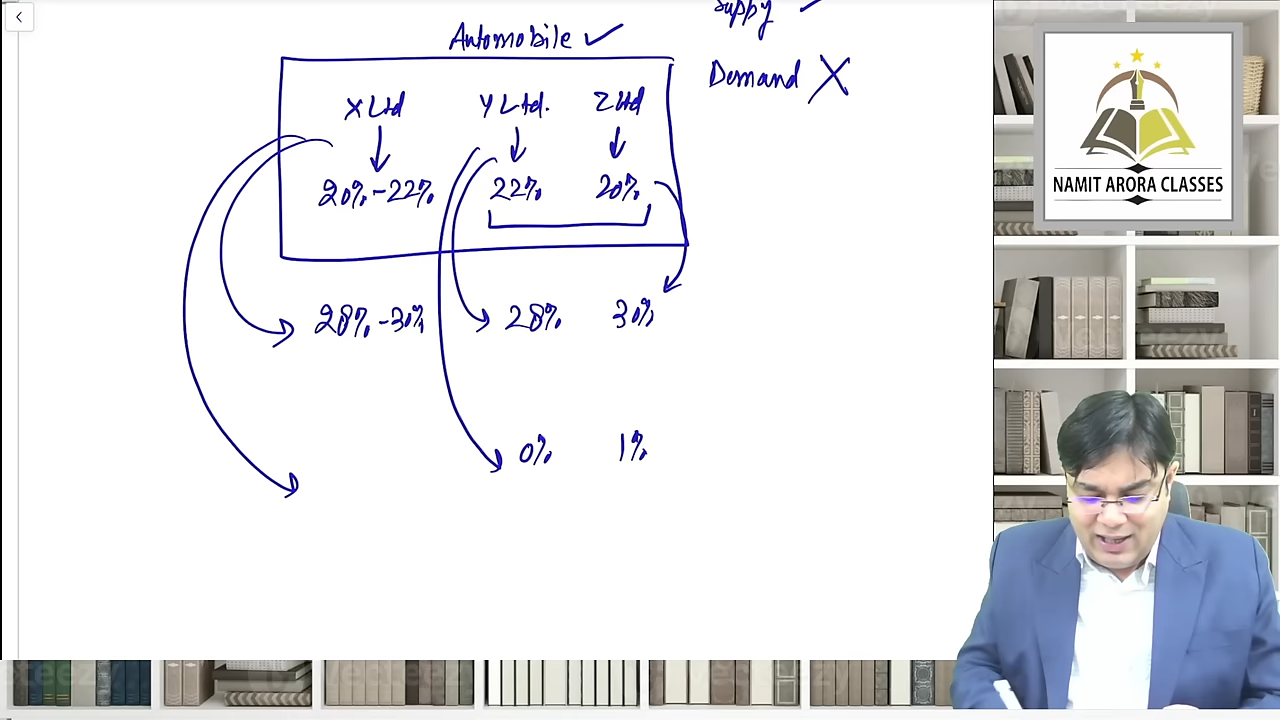 Supply ✓
Automobile ✓
Demand X
X Ltd Y Ltd. Z Ltd
20%-22% 22% 20%
28%-30% 28% 30%
0% 1%
NAMIT ARORA CLASSES